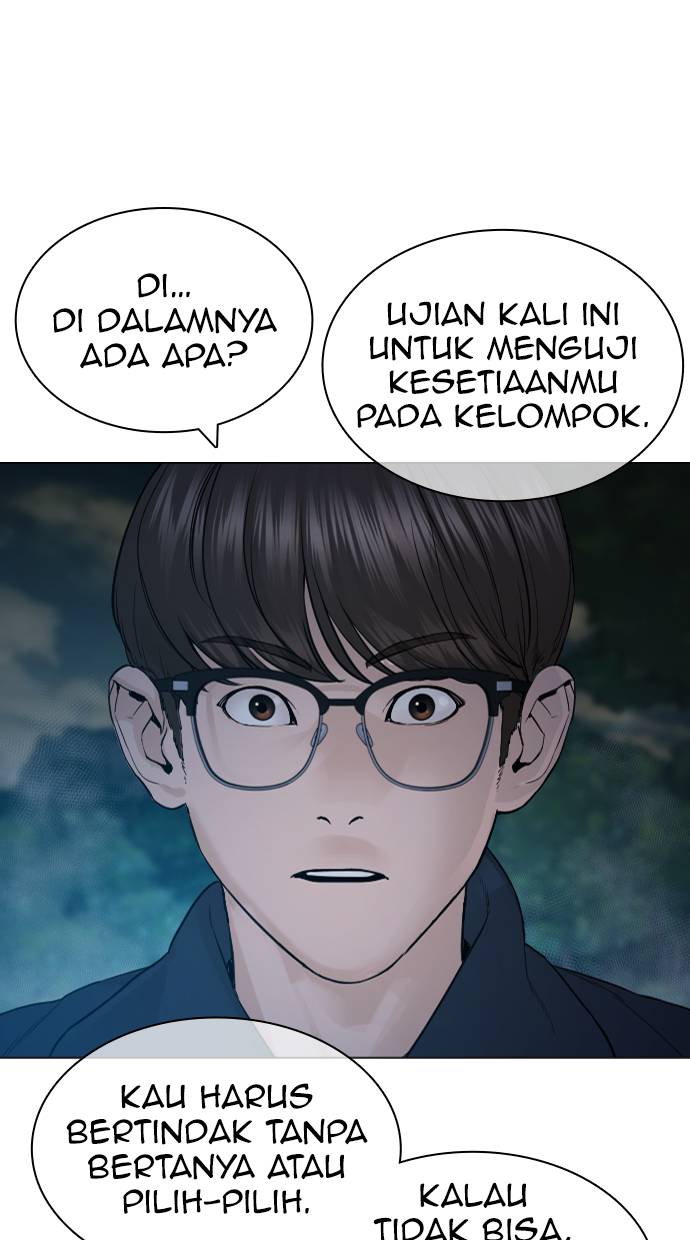 DI...
DI DALAMNYA
ADA APA?
UJIAN KALI INI
UNTUK MENGUJI
KESETIAANMU
PADA KELOMPOK.
KAU HARUS
BERTINDAK TANPA
BERTANYA ATAU
PILIH-PILIH.
KALAU
TIDAK BISA,